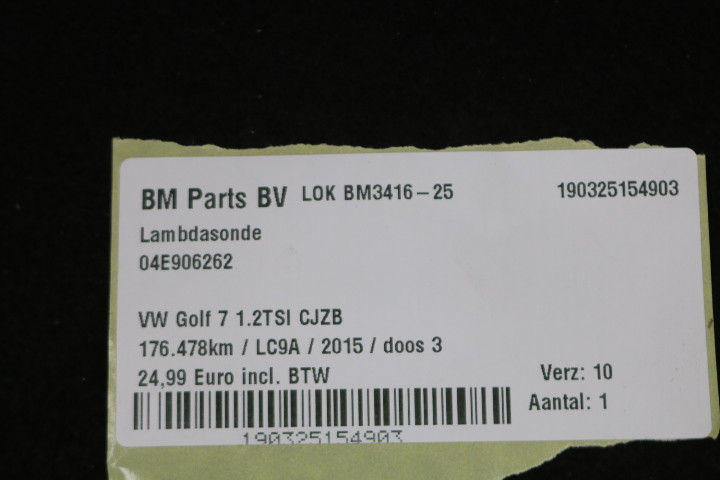 BM Parts BV LOK BM3416-25 190325154903
Lambdasonde
04E906262
VW Golf 7 1.2TSI CJZB
176.478km / LC9A / 2015 / doos 3
24,99 Euro incl. BTW Verz: 10
Aantal: 1
190325154903